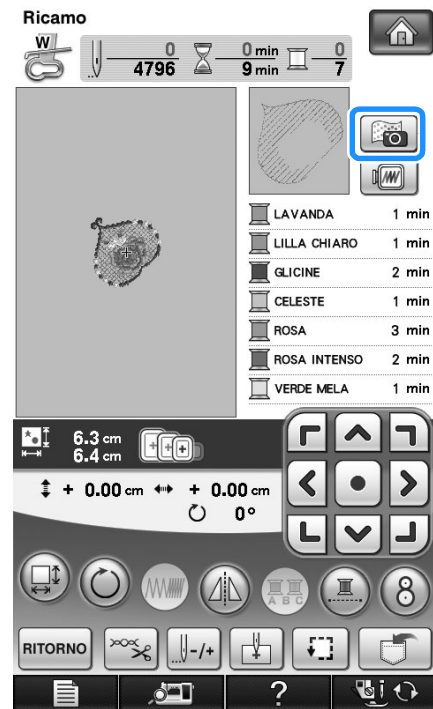 Ricamo
W
0
4796
0 min
9 min
0
7
LAVANDA 1 min
LILLA CHIARO 1 min
GLICINE 2 min
CELESTE 1 min
ROSA 3 min
ROSA INTENSO 2 min
VERDE MELA 1 min
6.3 cm
6.4 cm
+ 0.00 cm + 0.00 cm
0°
A B C
8
RITORNO
-/+
?